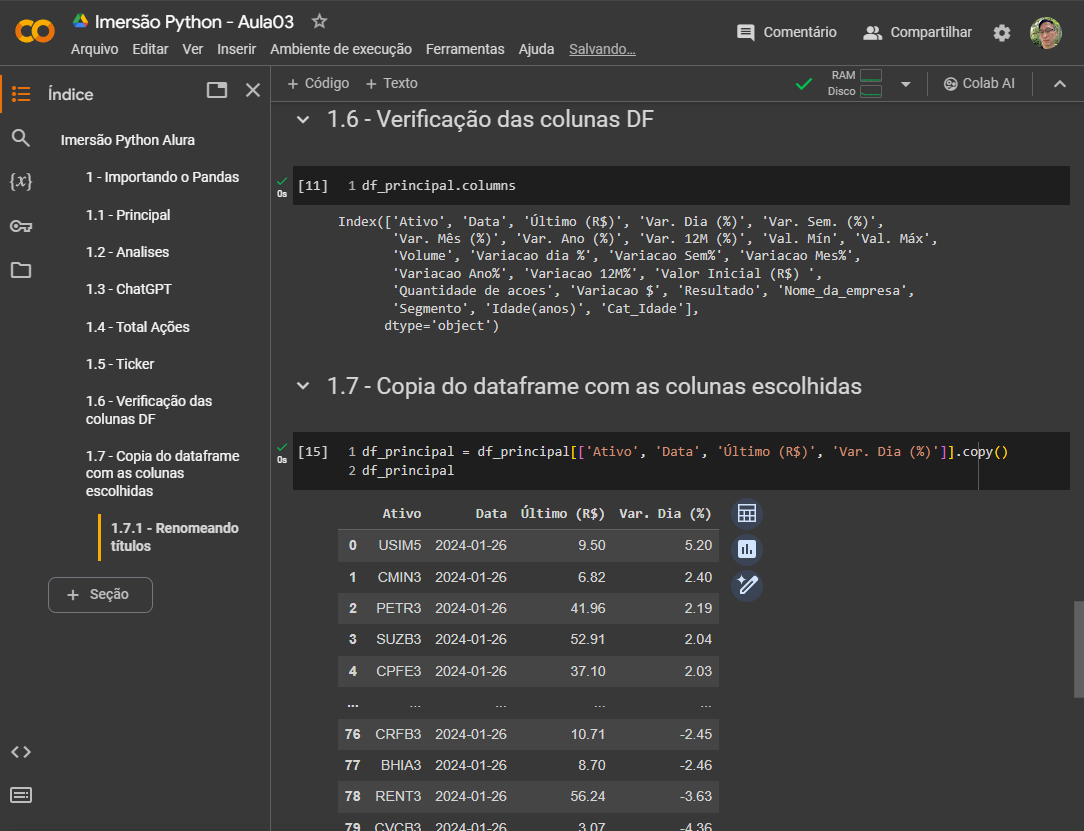 Imersão Python - Aula03
Arquivo Editar Ver Inserir Ambiente de execução Ferramentas Ajuda Salvando...
Comentário
Compartilhar
Índice
Imersão Python Alura
1 - Importando o Pandas
1.1 - Principal
1.2 - Analises
1.3 - ChatGPT
1.4 - Total Ações
1.5 - Ticker
1.6 - Verificação das
colunas DF
1.7 - Copia do dataframe
com as colunas
escolhidas
1.7.1 - Renomeando
títulos
+ Seção
{x}
+ Código + Texto
RAM
Disco
Colab AI
1.6 - Verificação das colunas DF
0s
[11] 1 df_principal.columns
Index(['Ativo', 'Data', 'Último (R$)', 'Var. Dia (%)', 'Var. Sem. (%)',
'Var. Mês (%)', 'Var. Ano (%)', 'Var. 12M (%)', 'Val. Mín', 'Val. Máx',
'Volume', 'Variacao dia %', 'Variacao Sem%', 'Variacao Mes%',
'Variacao Ano%', 'Variacao 12M%', 'Valor Inicial (R$) ',
'Quantidade de acoes', 'Variacao $', 'Resultado', 'Nome_da_empresa',
'Segmento', 'Idade(anos)', 'Cat_Idade'],
dtype='object')
1.7 - Copia do dataframe com as colunas escolhidas
0s
[15] 1 df_principal = df_principal[['Ativo', 'Data', 'Último (R$)', 'Var. Dia (%)']].copy()
2 df_principal
Ativo Data Último (R$) Var. Dia (%)
0 USIM5 2024-01-26 9.50 5.20
1 CMIN3 2024-01-26 6.82 2.40
2 PETR3 2024-01-26 41.96 2.19
3 SUZB3 2024-01-26 52.91 2.04
4 CPFE3 2024-01-26 37.10 2.03
... ... ... ... ...
76 CRFB3 2024-01-26 10.71 -2.45
77 BHIA3 2024-01-26 8.70 -2.46
78 RENT3 2024-01-26 56.24 -3.63
79 CVCB3 2024-01-26 3.07 -4.36